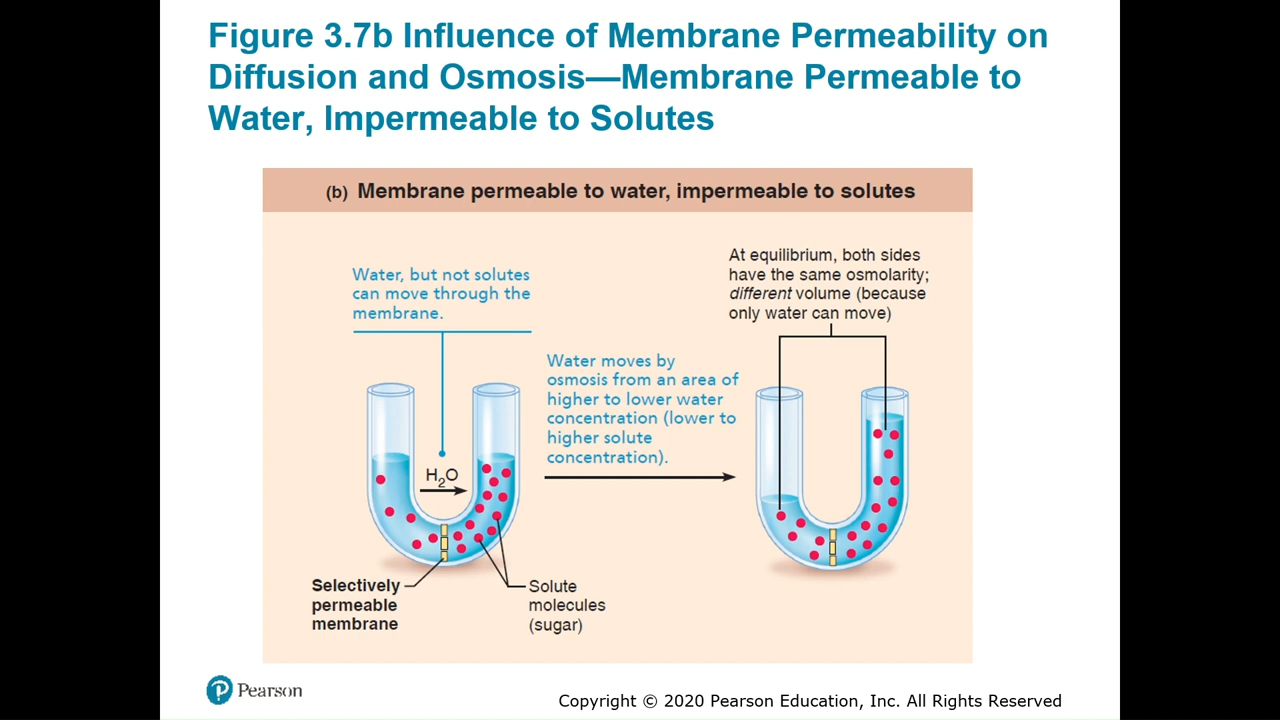 Figure 3.7b Influence of Membrane Permeability on
Diffusion and Osmosis—Membrane Permeable to
Water, Impermeable to Solutes
(b) Membrane permeable to water, impermeable to solutes
Water, but not solutes
can move through the
membrane.
H₂O
Selectively
permeable
membrane
Solute
molecules
(sugar)
Water moves by
osmosis from an area of
higher to lower water
concentration (lower to
higher solute
concentration).
At equilibrium, both sides
have the same osmolarity;
different volume (because
only water can move)
Pearson
Copyright © 2020 Pearson Education, Inc. All Rights Reserved